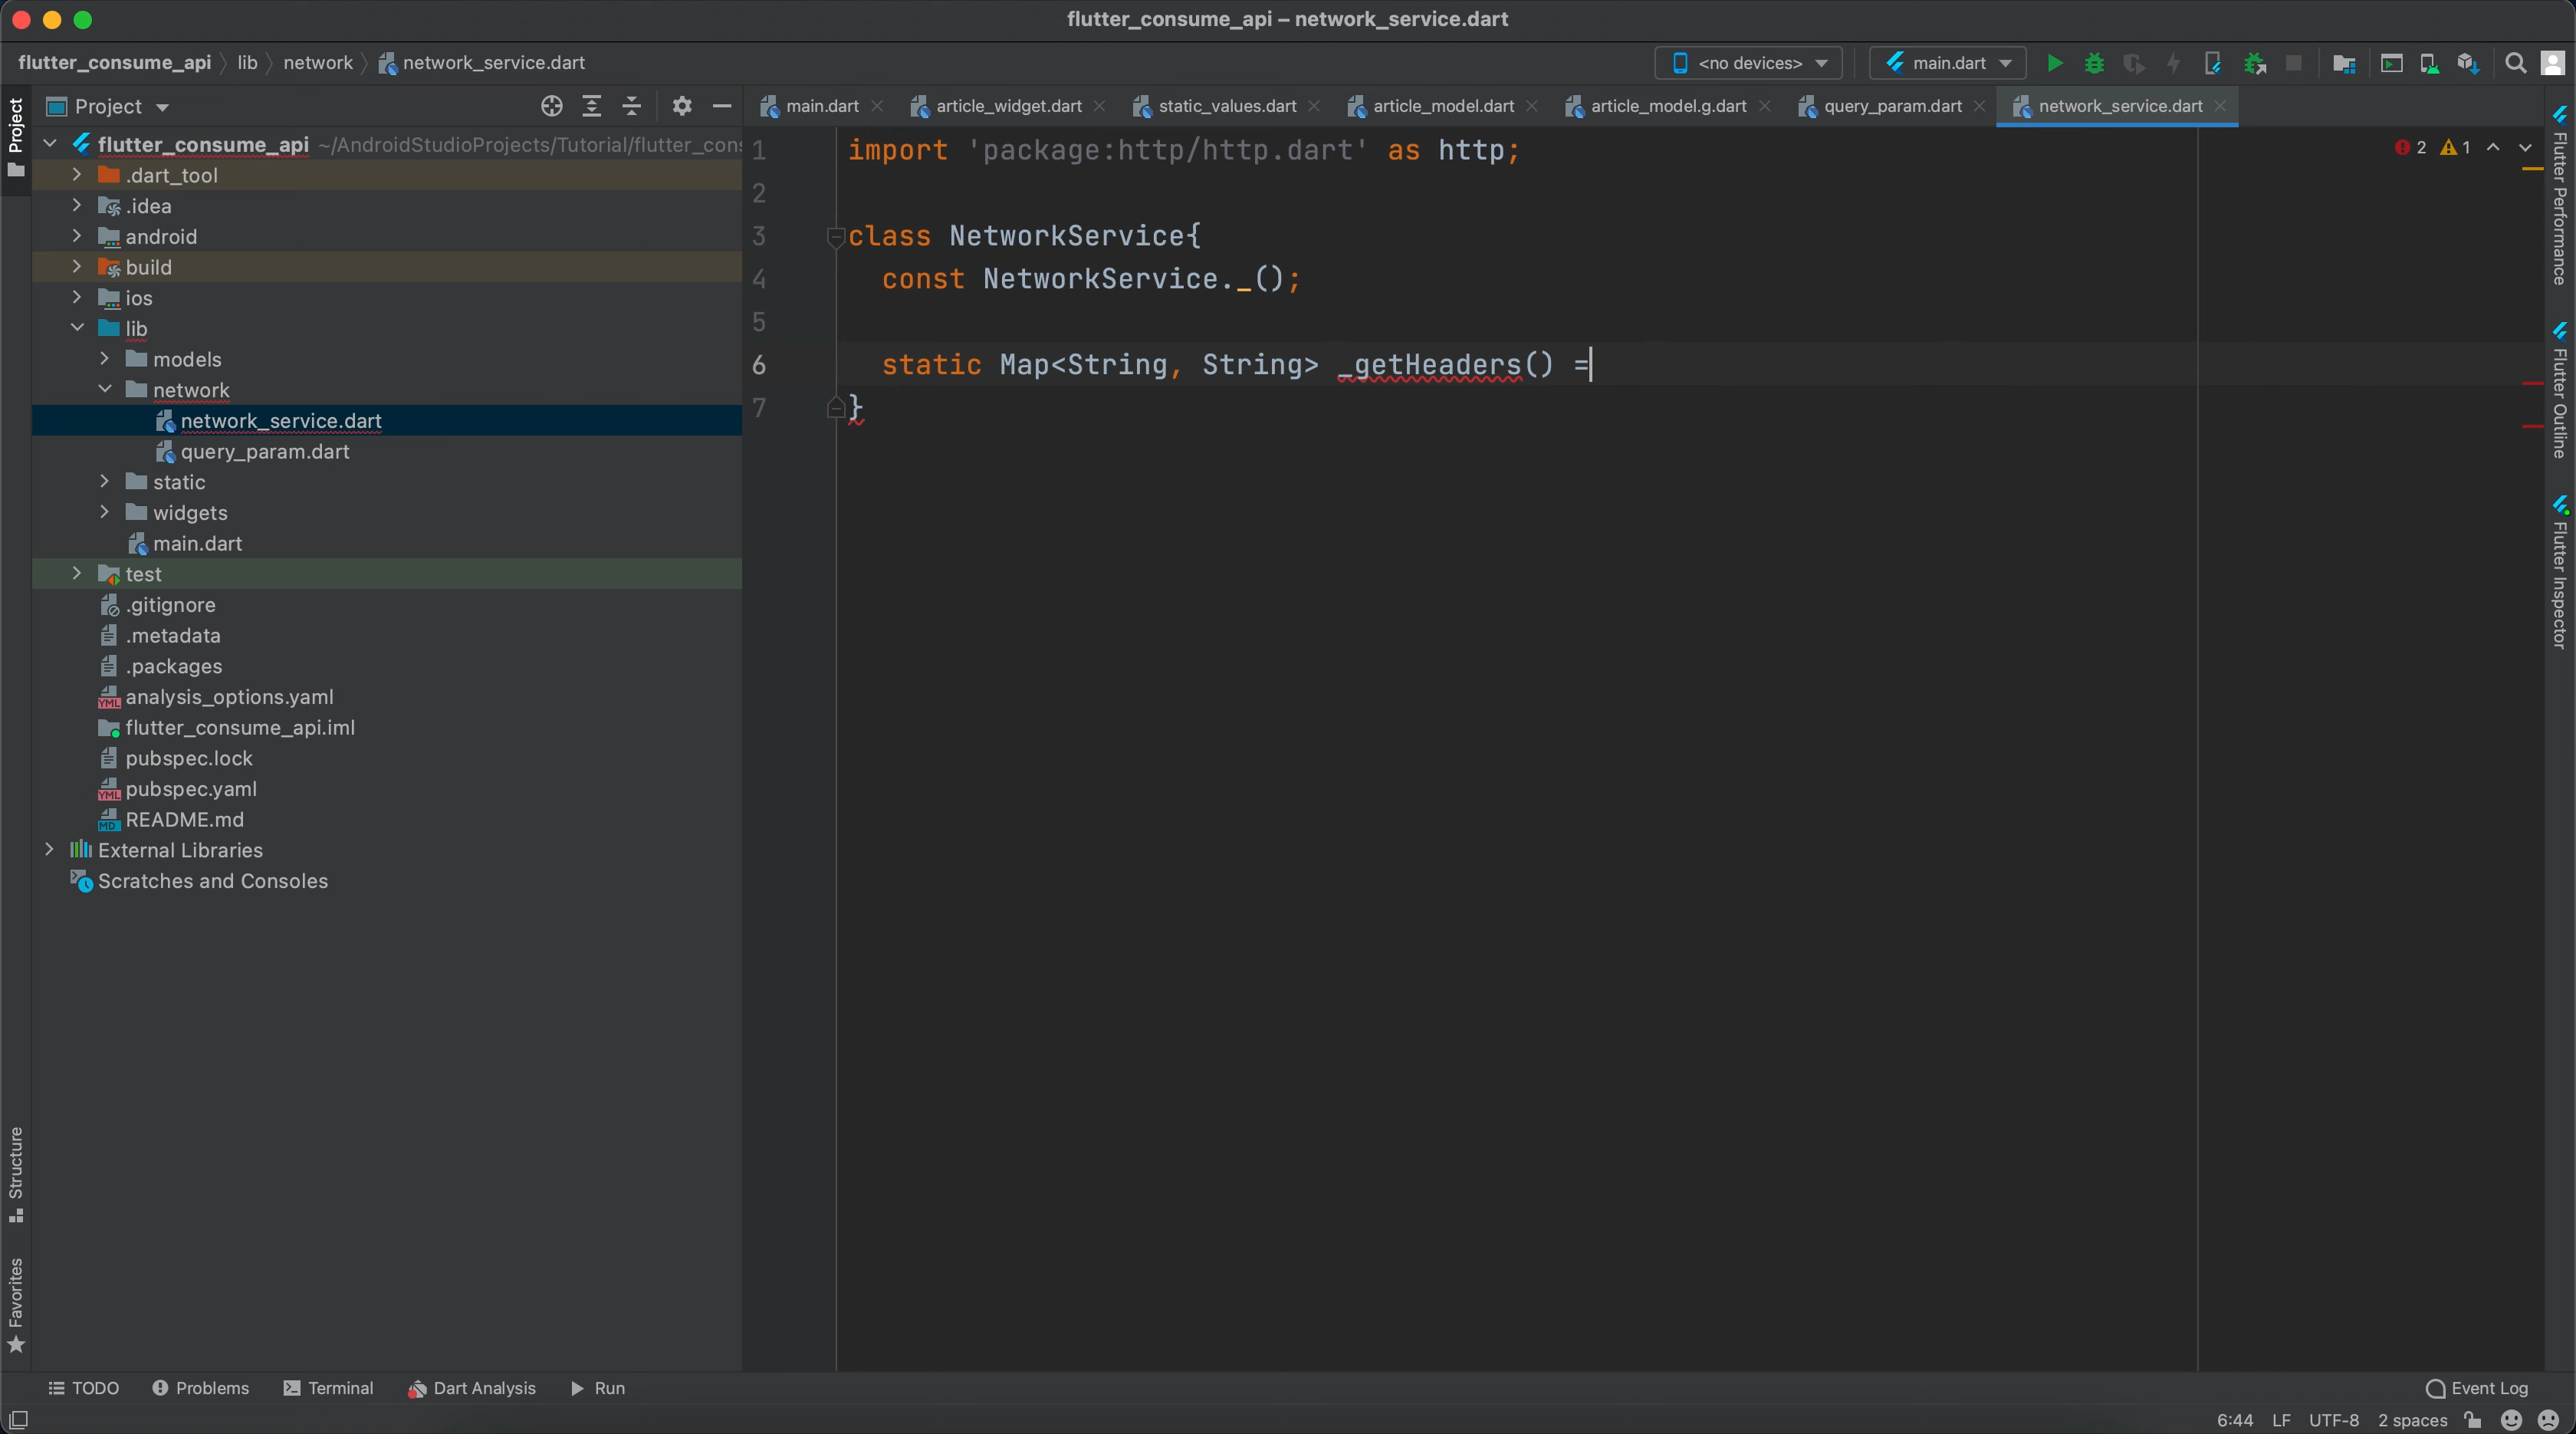 flutter_consume_api – network_service.dart
flutter_consume_api lib network network_service.dart
<no devices> main.dart
Project
main.dart article_widget.dart static_values.dart article_model.dart article_model.g.dart query_param.dart network_service.dart
Project
flutter_consume_api ~/AndroidStudioProjects/Tutorial/flutter_cons
.dart_tool
.idea
android
build
ios
lib
models
network
network_service.dart
query_param.dart
static
widgets
main.dart
test
.gitignore
.metadata
.packages
analysis_options.yaml
flutter_consume_api.iml
pubspec.lock
pubspec.yaml
README.md
External Libraries
Scratches and Consoles
Structure
Favorites
1 import 'package:http/http.dart' as http;
2
3 class NetworkService{
4 const NetworkService._();
5
6 static Map<String, String> _getHeaders() =
7 }
2 1
Flutter Performance
Flutter Outline
Flutter Inspector
TODO Problems Terminal Dart Analysis Run Event Log
6:44 LF UTF-8 2 spaces